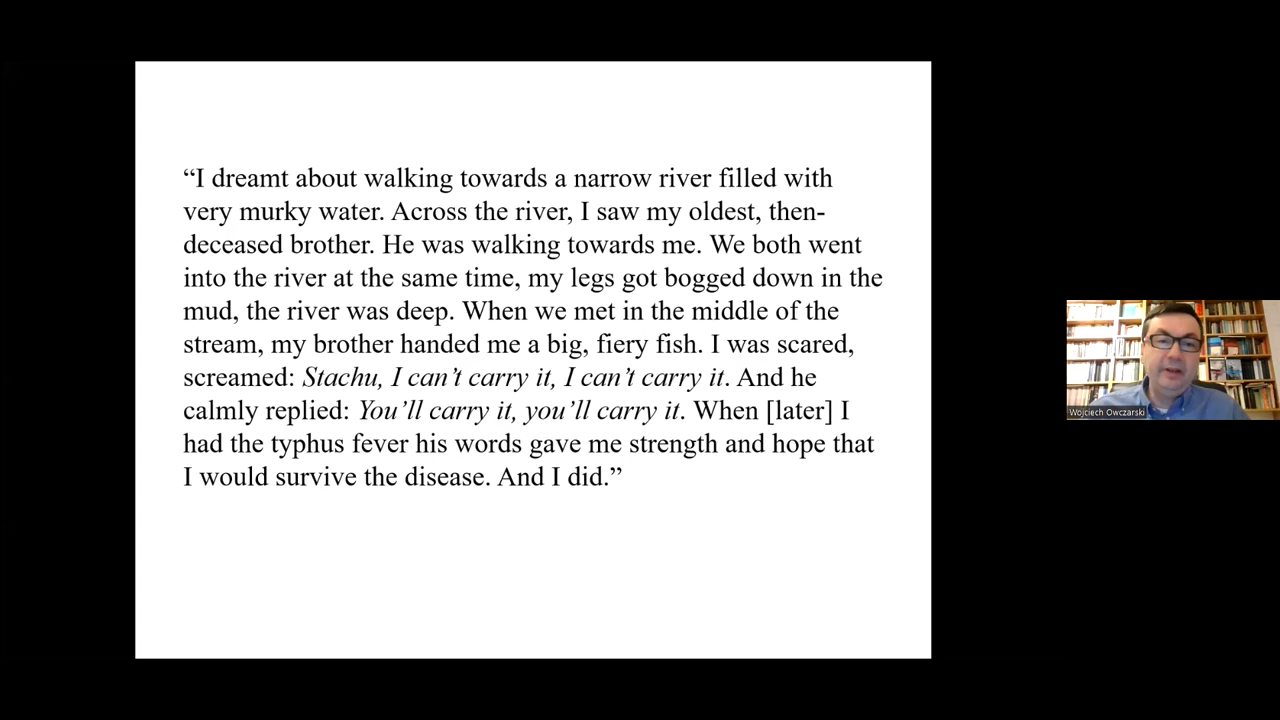 “I dreamt about walking towards a narrow river filled with
very murky water. Across the river, I saw my oldest, then-
deceased brother. He was walking towards me. We both went
into the river at the same time, my legs got bogged down in the
mud, the river was deep. When we met in the middle of the
stream, my brother handed me a big, fiery fish. I was scared,
screamed: Stachu, I can’t carry it, I can’t carry it. And he
calmly replied: You’ll carry it, you’ll carry it. When [later] I
had the typhus fever his words gave me strength and hope that
I would survive the disease. And I did.”
Wojciech Owczarski